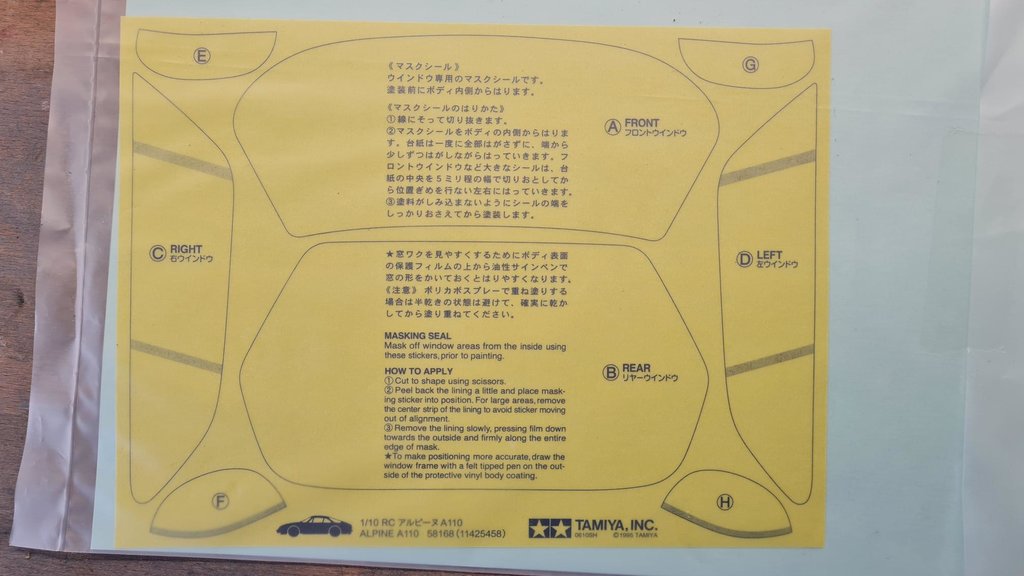 Ⓔ
Ⓖ
《マスクシール》
ウインドウ専用のマスクシールです。
塗装前にボディ内側からはります。
《マスクシールのはりかた》
①線にそって切り抜きます。
②マスクシールをボディの内側からはりま
す。台紙は一度に全部はがさずに、端から
少しずつはがしながらはっていきます。フ
ロントウインドウなど大きなシールは、台
紙の中央を5ミリ程の幅で切りおとしてか
ら位置ぎめを行ない左右にはっていきます。
③塗料がしみ込まないようにシールの端を
しっかりおさえてから塗装します。
Ⓐ FRONT
フロントウインドウ
Ⓒ RIGHT
右ウインドウ
Ⓓ LEFT
左ウインドウ
★窓ワクを見やすくするためにボディ表面
の保護フィルムの上から油性サインペンで
窓の形をかいておくとはりやすくなります。
《注意》 ポリカボスプレーで重ね塗りする
場合は半乾きの状態は避けて、確実に乾か
してから塗り重ねてください。
MASKING SEAL
Mask off window areas from the inside using
these stickers, prior to painting.
HOW TO APPLY
①Cut to shape using scissors.
②Peel back the lining a little and place mask-
ing sticker into position. For large areas, remove
the center strip of the lining to avoid sticker moving
out of alignment.
③Remove the lining slowly, pressing film down
towards the outside and firmly along the entire
edge of mask.
★To make positioning more accurate, draw the
window frame with a felt tipped pen on the out-
side of the protective vinyl body coating.
Ⓑ REAR
リヤーウインドウ
Ⓕ
Ⓗ
1/10 RC アルピーヌ A110
ALPINE A110 58168 (11425458)
TAMIYA, INC.
0610SH ©1995 TAMIYA